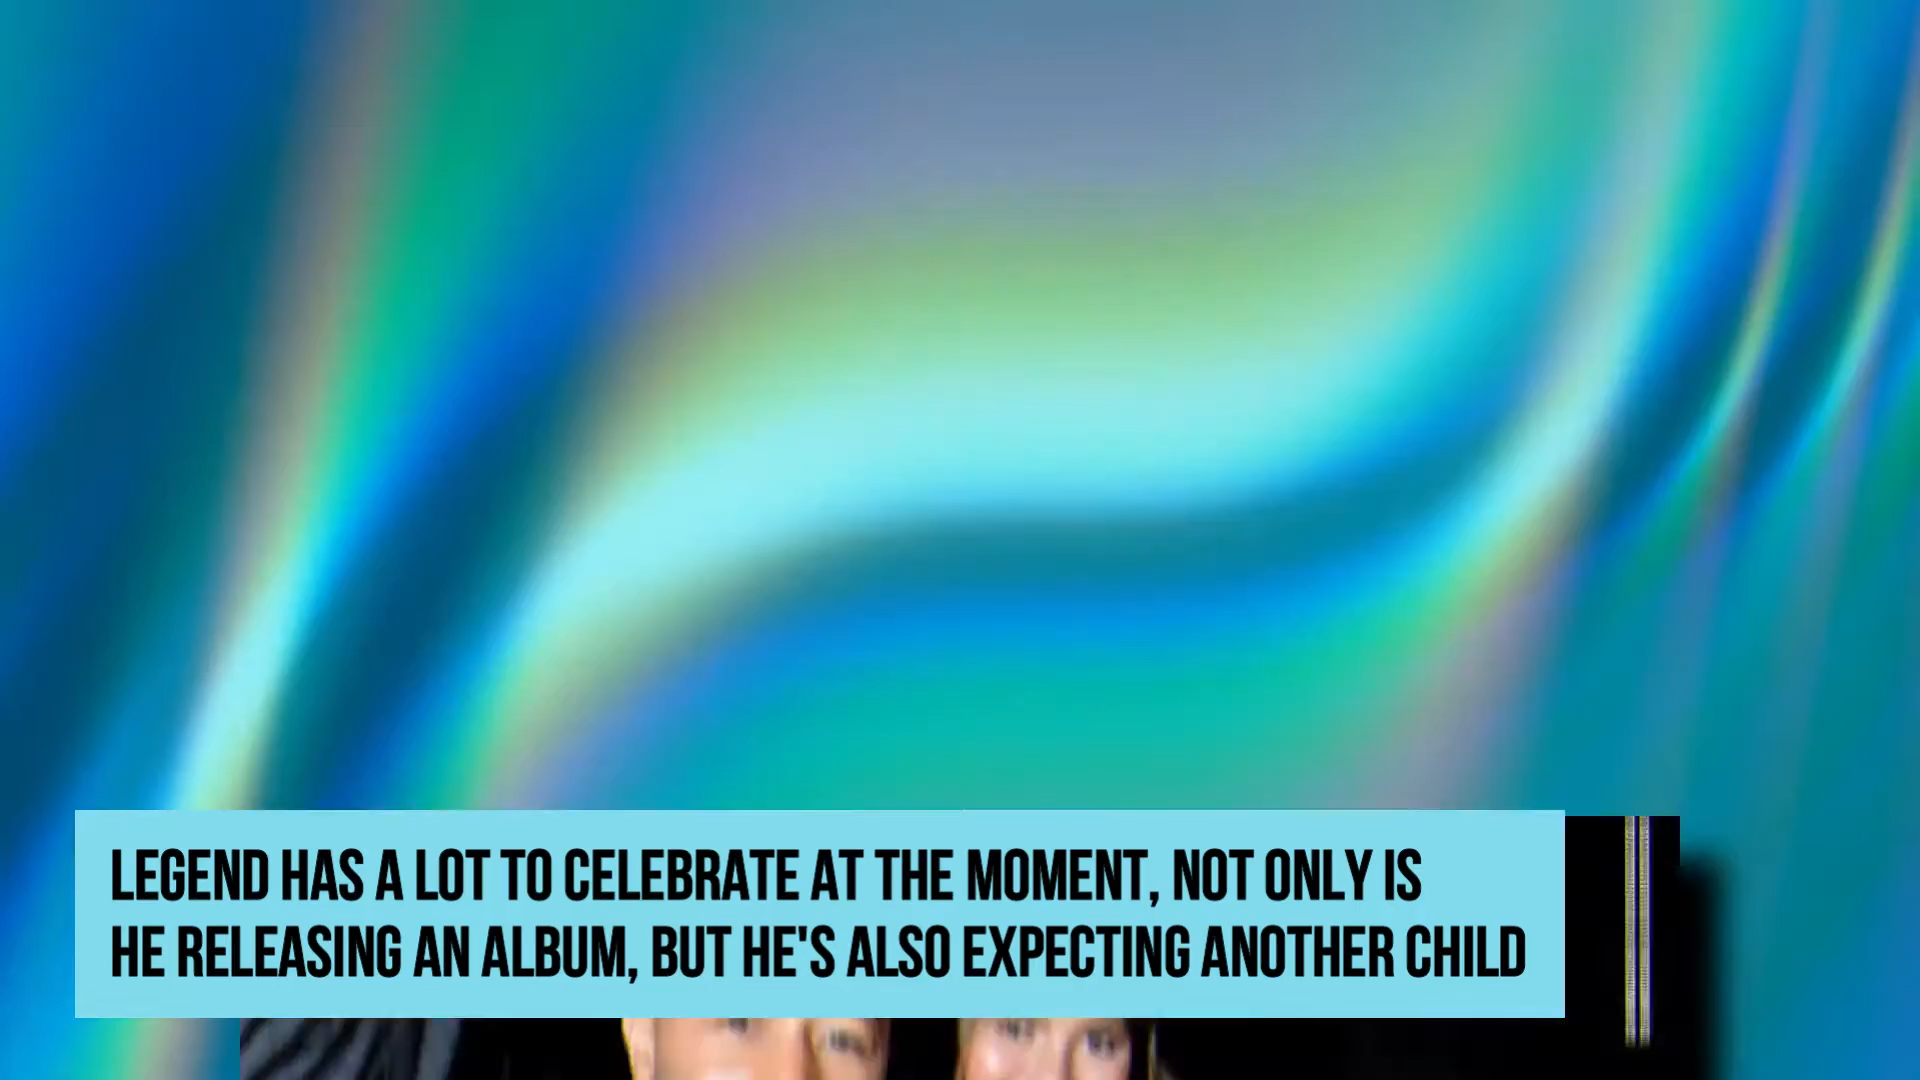 LEGEND HAS A LOT TO CELEBRATE AT THE MOMENT, NOT ONLY IS
HE RELEASING AN ALBUM, BUT HE'S ALSO EXPECTING ANOTHER CHILD